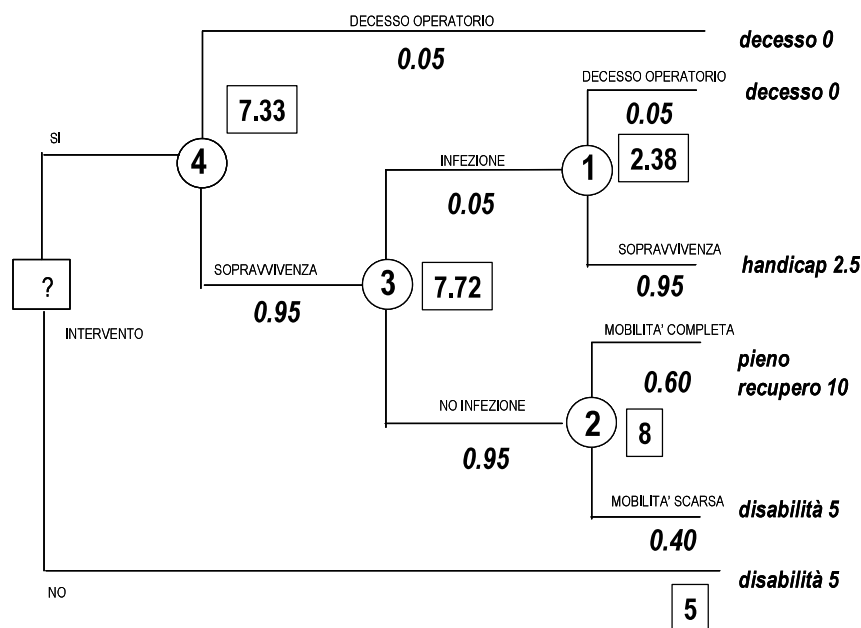 DECESSO OPERATORIO
decesso 0
0.05
DECESSO OPERATORIO
decesso 0
0.05
7.33
SI
4
INFEZIONE
1
2.38
0.05
SOPRAVVIVENZA
handicap 2.5
0.95
SOPRAVVIVENZA
3
7.72
0.95
?
INTERVENTO
MOBILITA' COMPLETA
pieno
recupero 10
0.60
NO INFEZIONE
2
8
0.95
MOBILITA' SCARSA
disabilità 5
0.40
disabilità 5
NO
5